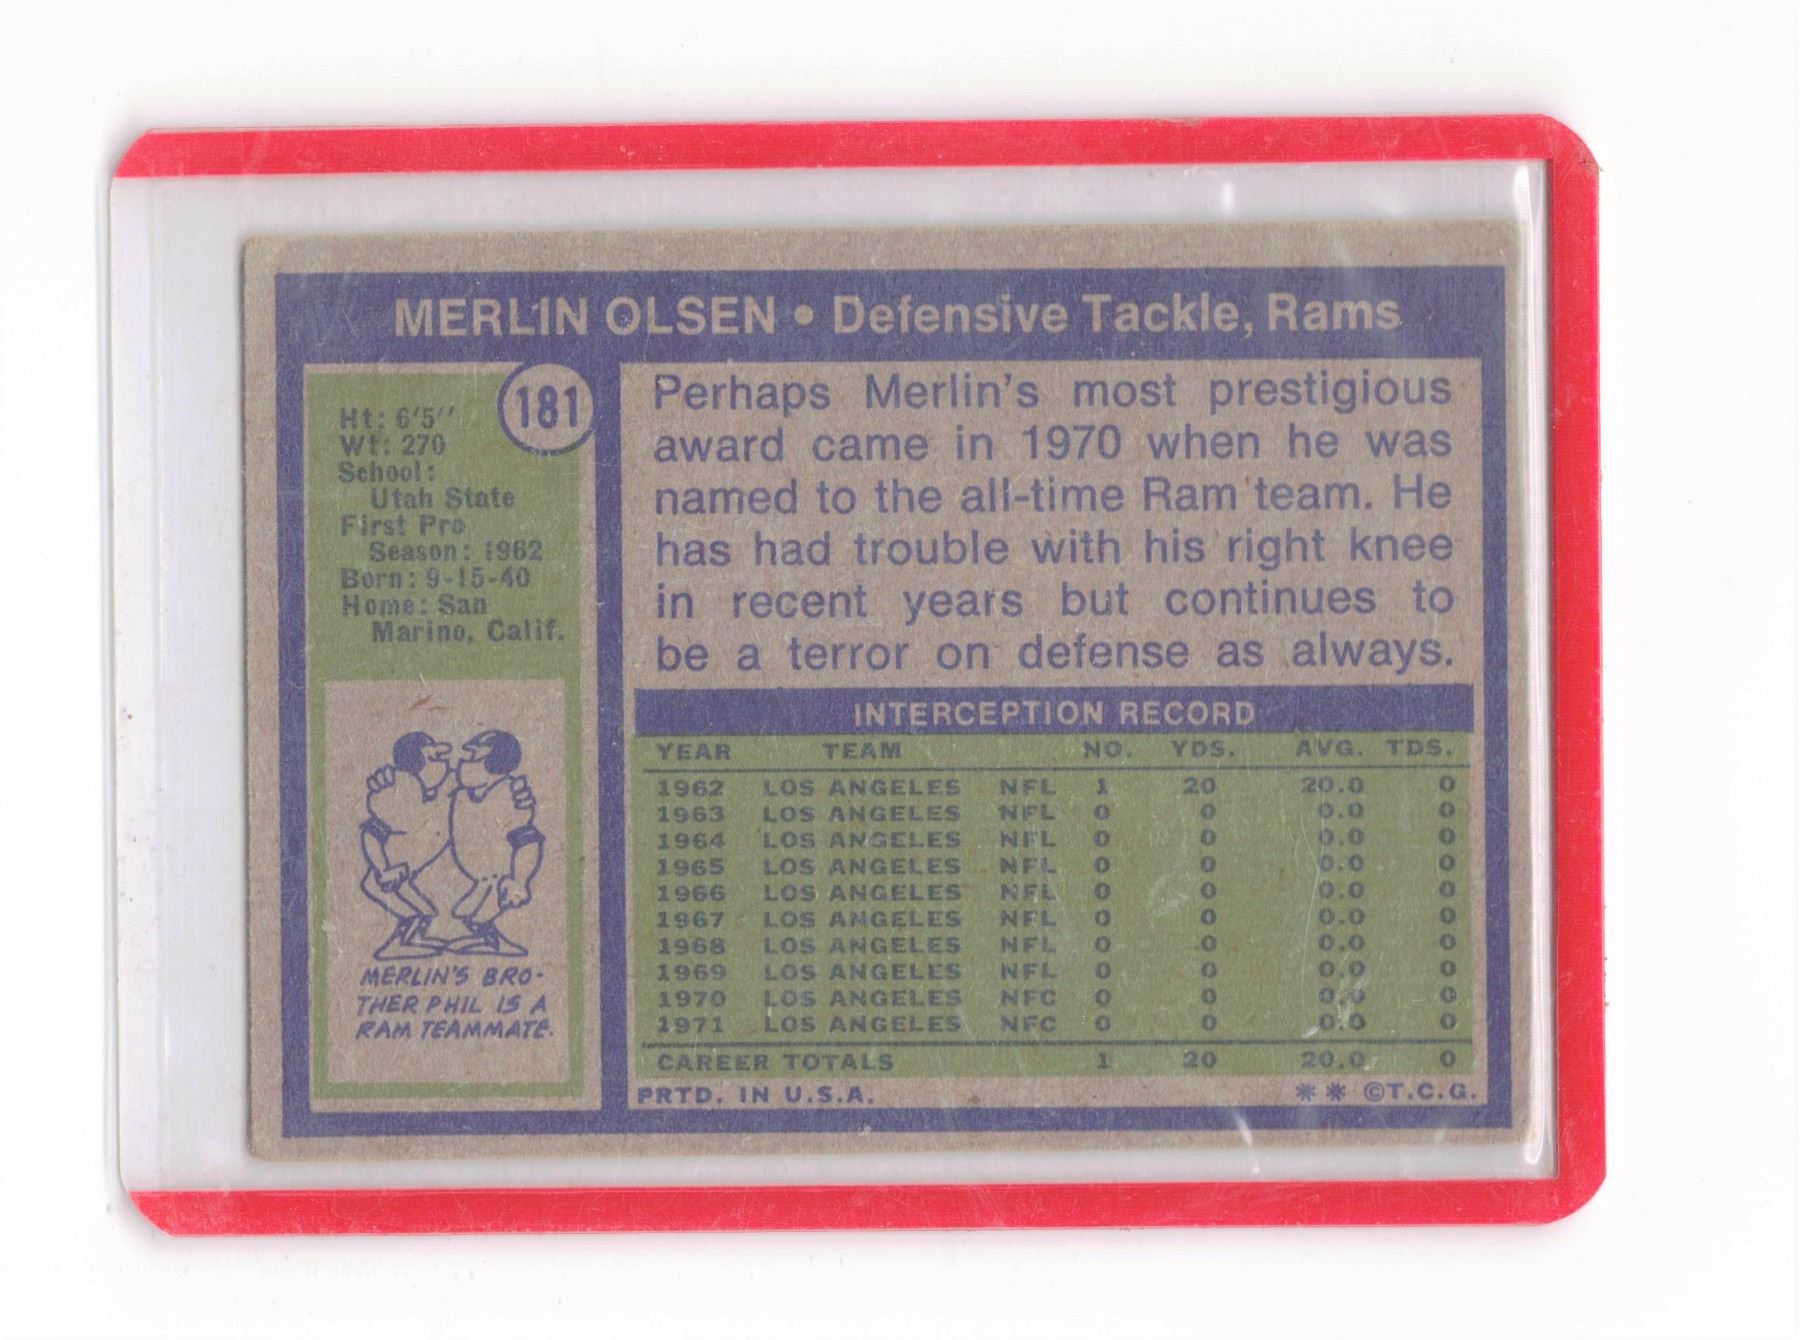 MERLIN OLSEN • Defensive Tackle, Rams
181
Ht: 6'5''
Wt: 270
School:
Utah State
First Pro
Season: 1962
Born: 9-15-40
Home: San
Marino, Calif.
MERLIN'S BRO-
THER PHIL IS A
RAM TEAMMATE.
Perhaps Merlin's most prestigious
award came in 1970 when he was
named to the all-time Ram team. He
has had trouble with his right knee
in recent years but continues to
be a terror on defense as always.
INTERCEPTION RECORD
YEAR TEAM NO. YDS. AVG. TDS.
1962 LOS ANGELES NFL 1 20 20.0 0
1963 LOS ANGELES NFL 0 0 0.0 0
1964 LOS ANGELES NFL 0 0 0.0 0
1965 LOS ANGELES NFL 0 0 0.0 0
1966 LOS ANGELES NFL 0 0 0.0 0
1967 LOS ANGELES NFL 0 0 0.0 0
1968 LOS ANGELES NFL 0 0 0.0 0
1969 LOS ANGELES NFL 0 0 0.0 0
1970 LOS ANGELES NFC 0 0 0.0 0
1971 LOS ANGELES NFC 0 0 0.0 0
CAREER TOTALS 1 20 20.0 0
PRTD. IN U.S.A. ** ©T.C.G.